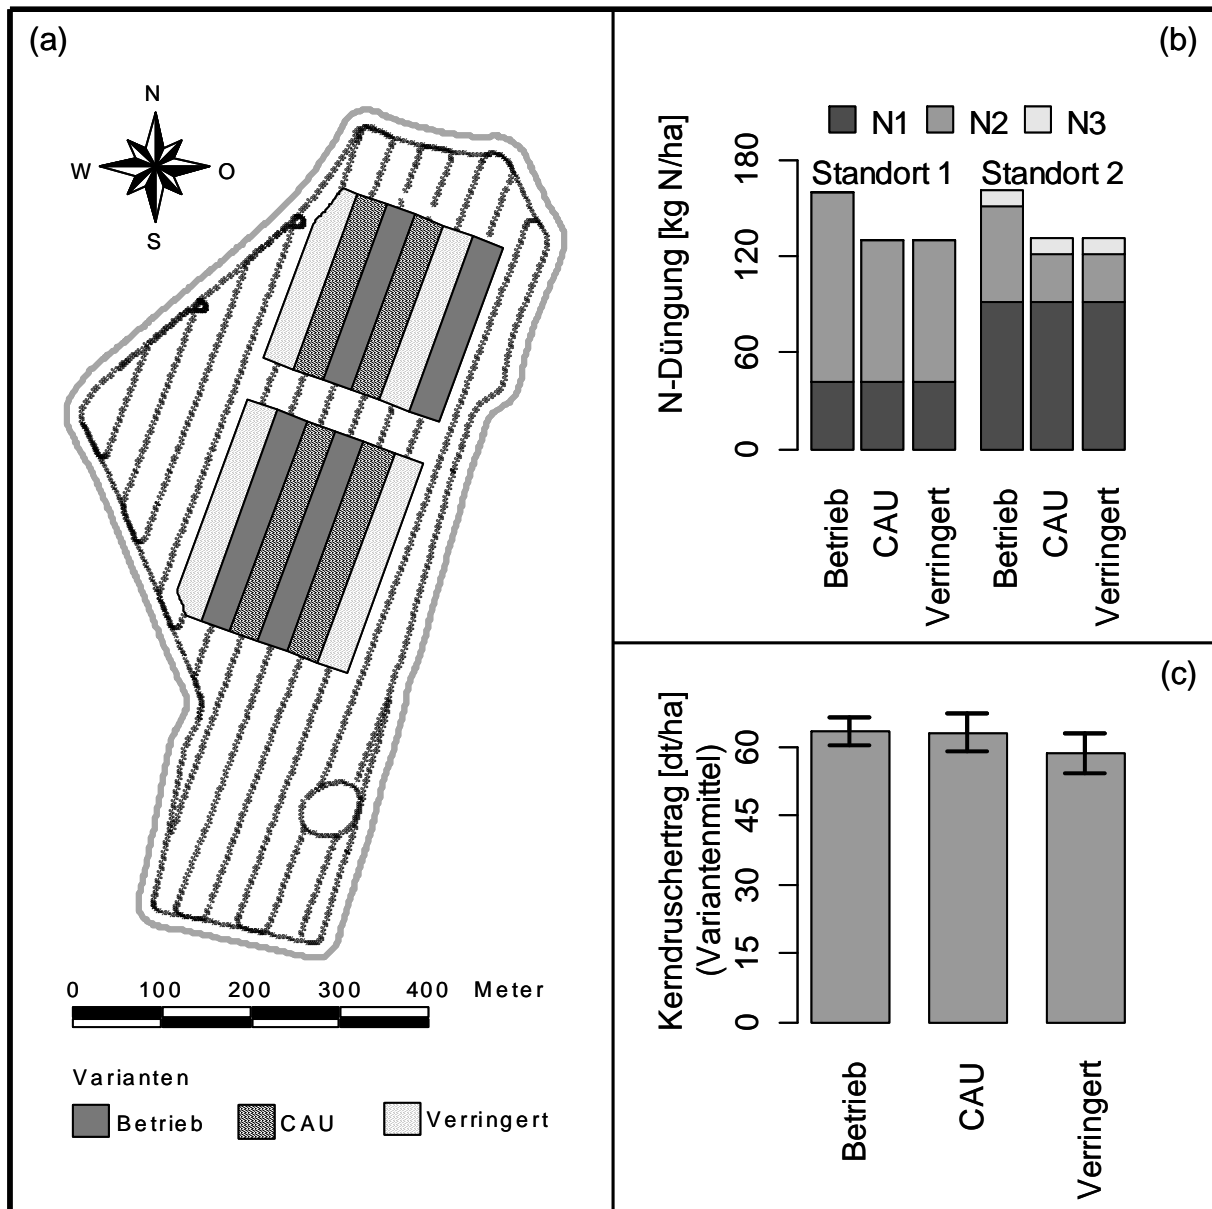 (a)
N
W O
S
0 100 200 300 400 Meter
Varianten
Betrieb CAU Verringert
(b)
N1 N2 N3
Standort 1 Standort 2
N-Düngung [kg N/ha]
0 60 120 180
Betrieb
CAU
Verringert
Betrieb
CAU
Verringert
(c)
Kerndruschertrag [dt/ha]
(Variantenmittel)
0 15 30 45 60
Betrieb
CAU
Verringert